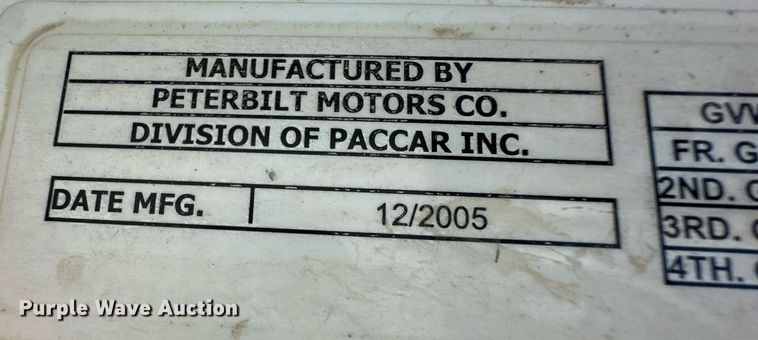 MANUFACTURED BY
PETERBILT MOTORS CO.
DIVISION OF PACCAR INC.
DATE MFG. 12/2005
GVW
FR. G
2ND. G
3RD. G
4TH. G
Purple Wave Auction